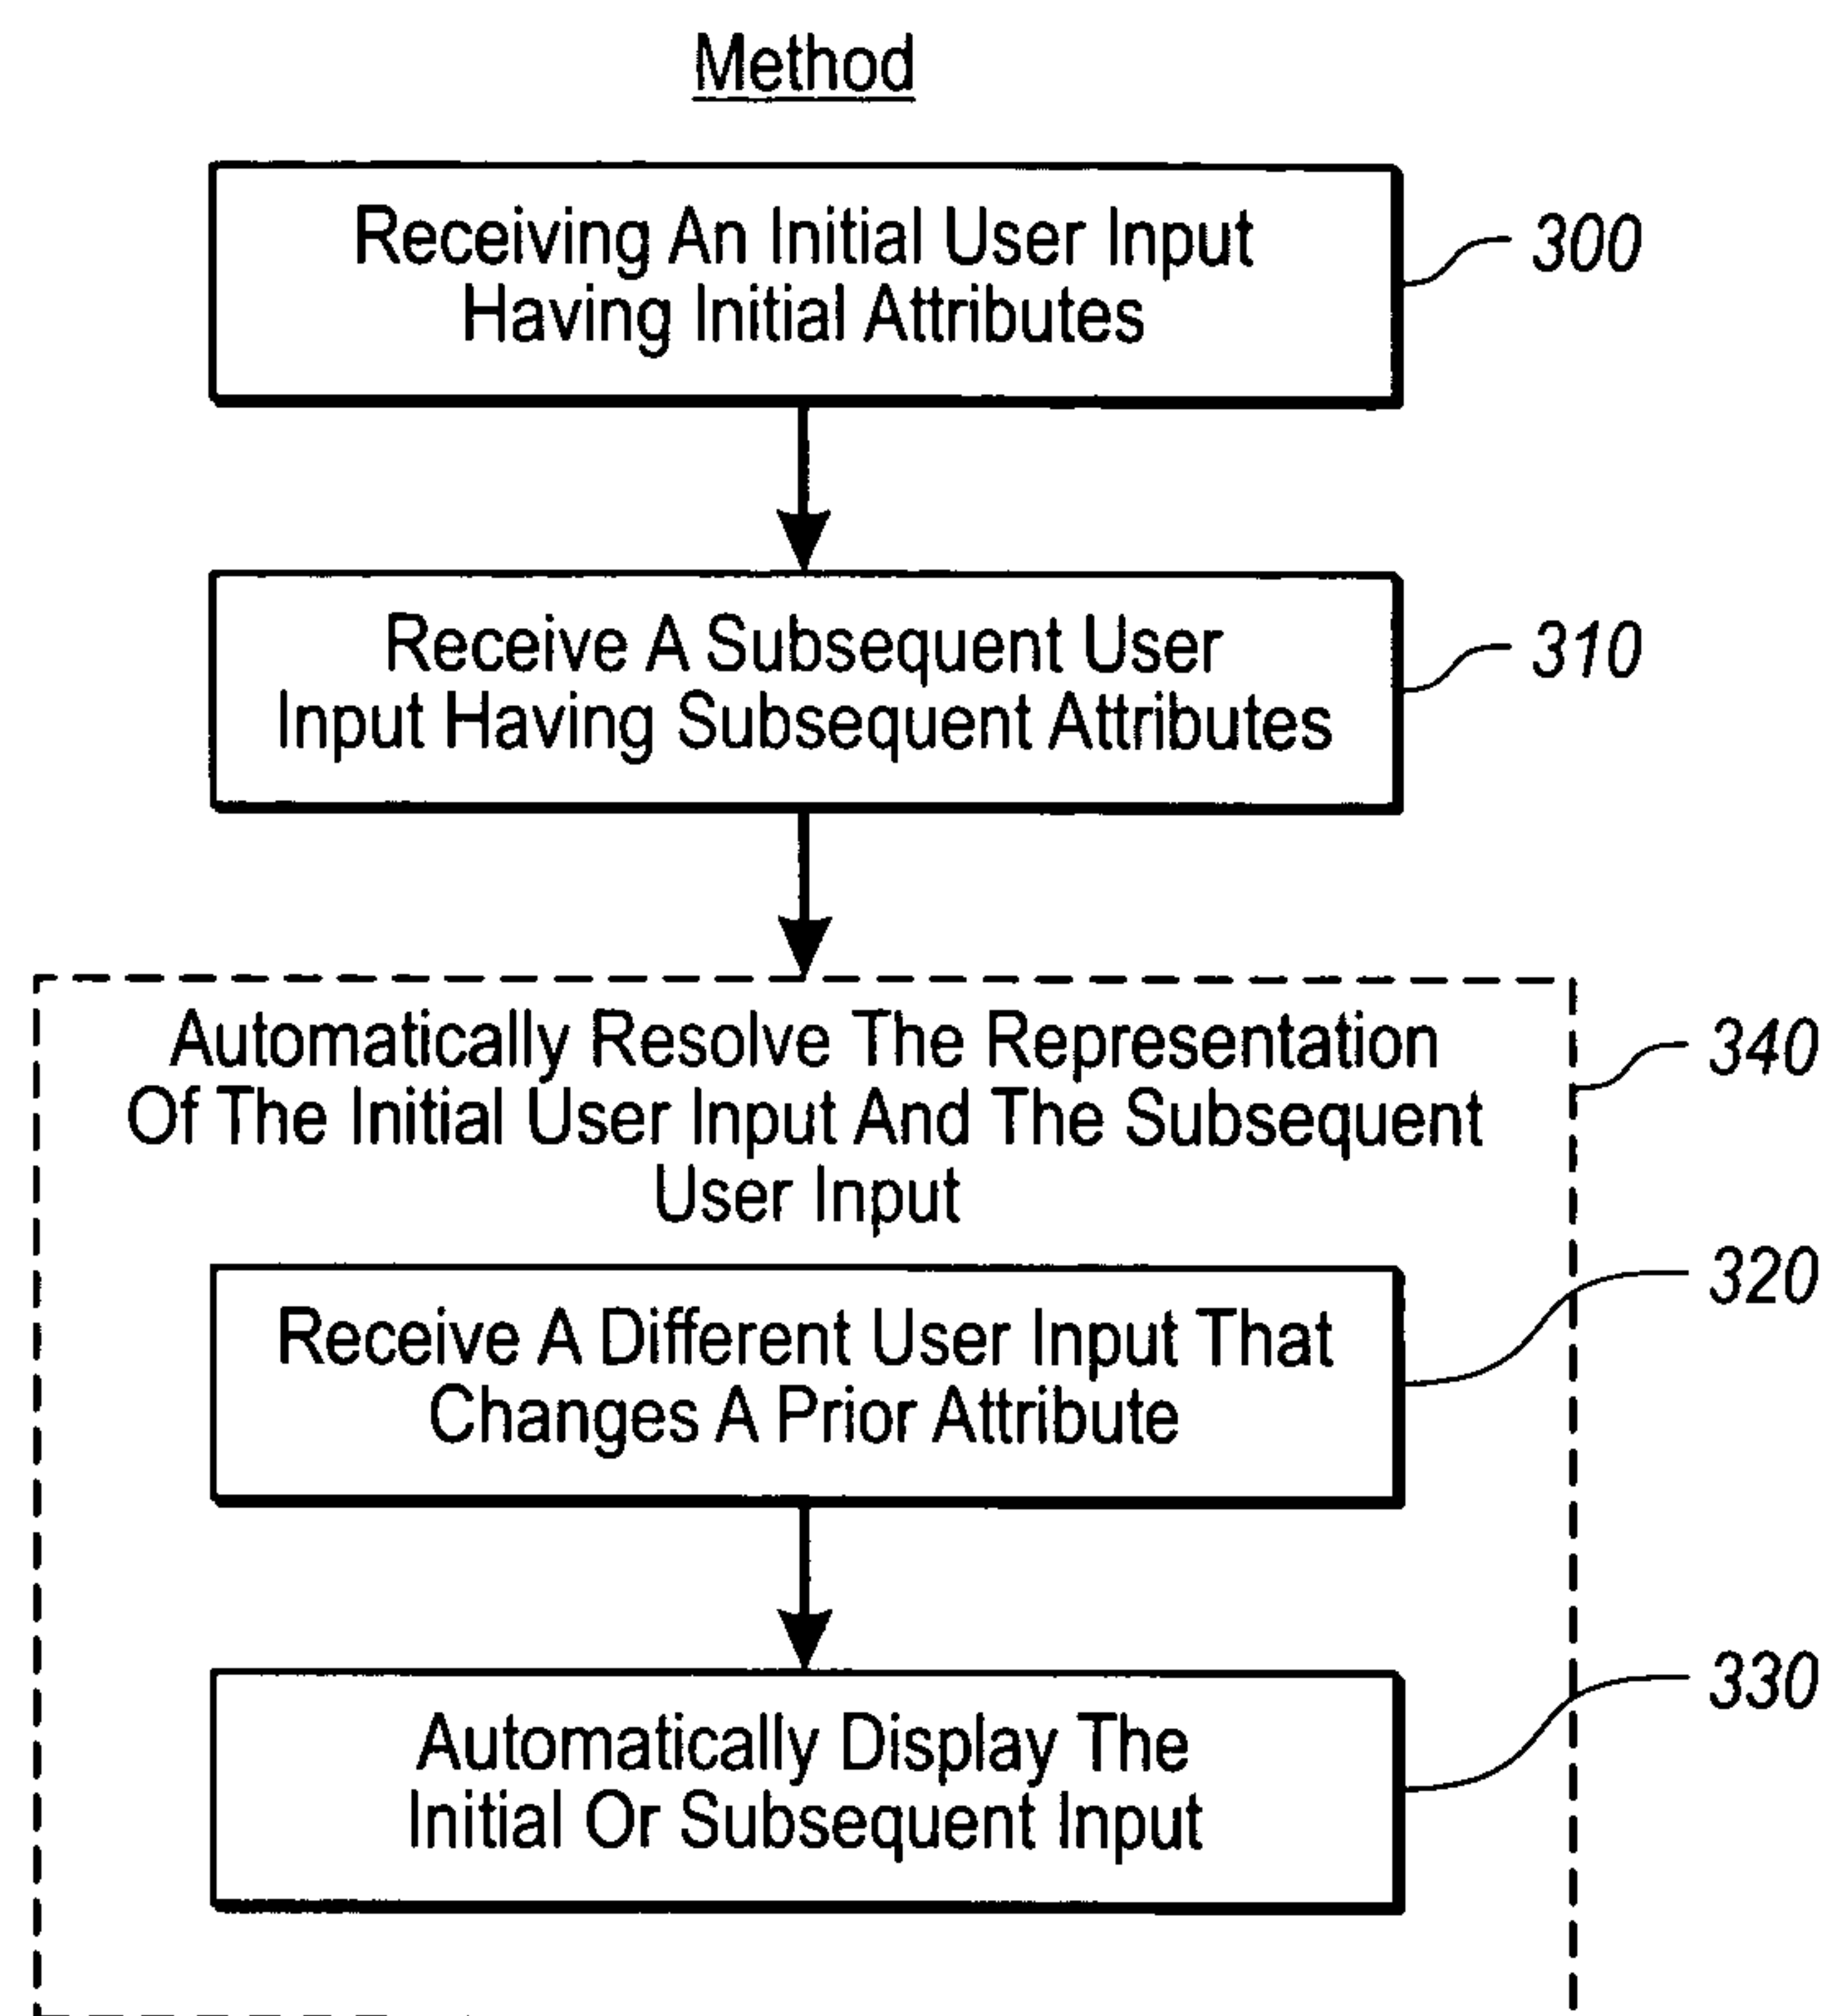 Method
Receiving An Initial User Input
Having Initial Attributes
300
Receive A Subsequent User
Input Having Subsequent Attributes
310
Automatically Resolve The Representation
Of The Initial User Input And The Subsequent
User Input
340
Receive A Different User Input That
Changes A Prior Attribute
320
Automatically Display The
Initial Or Subsequent Input
330